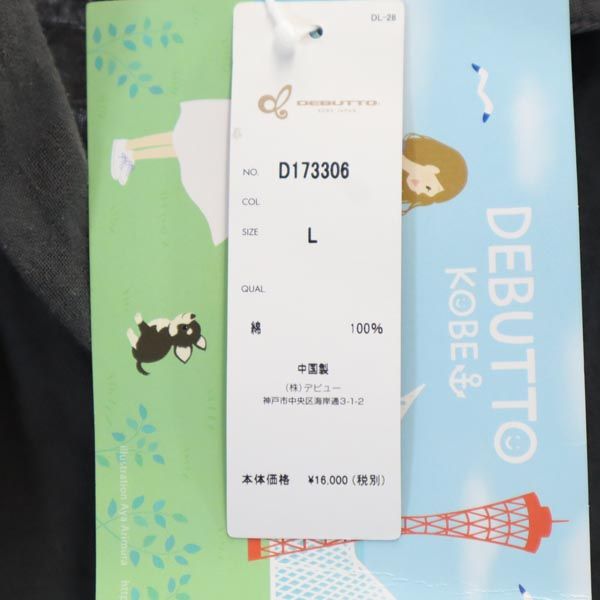 DL-28
DEBUTTO
KOBE JAPAN
NO. D173306
COL
SIZE L
QUAL
綿 100%
中国製
(株)デビュー
神戸市中央区海岸通3-1-2
本体価格 ¥16,000(税別)
DEBUTTO
KOBE
illustration Aya Arimura
http